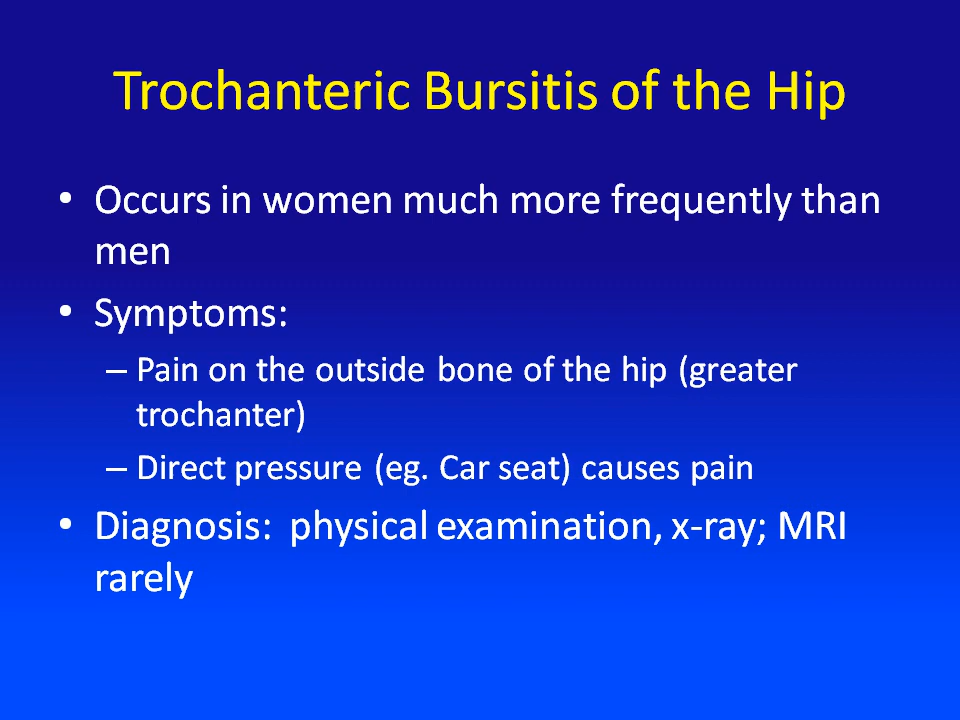 Trochanteric Bursitis of the Hip
• Occurs in women much more frequently than
men
• Symptoms:
– Pain on the outside bone of the hip (greater
trochanter)
– Direct pressure (eg. Car seat) causes pain
• Diagnosis:  physical examination, x-ray; MRI
rarely